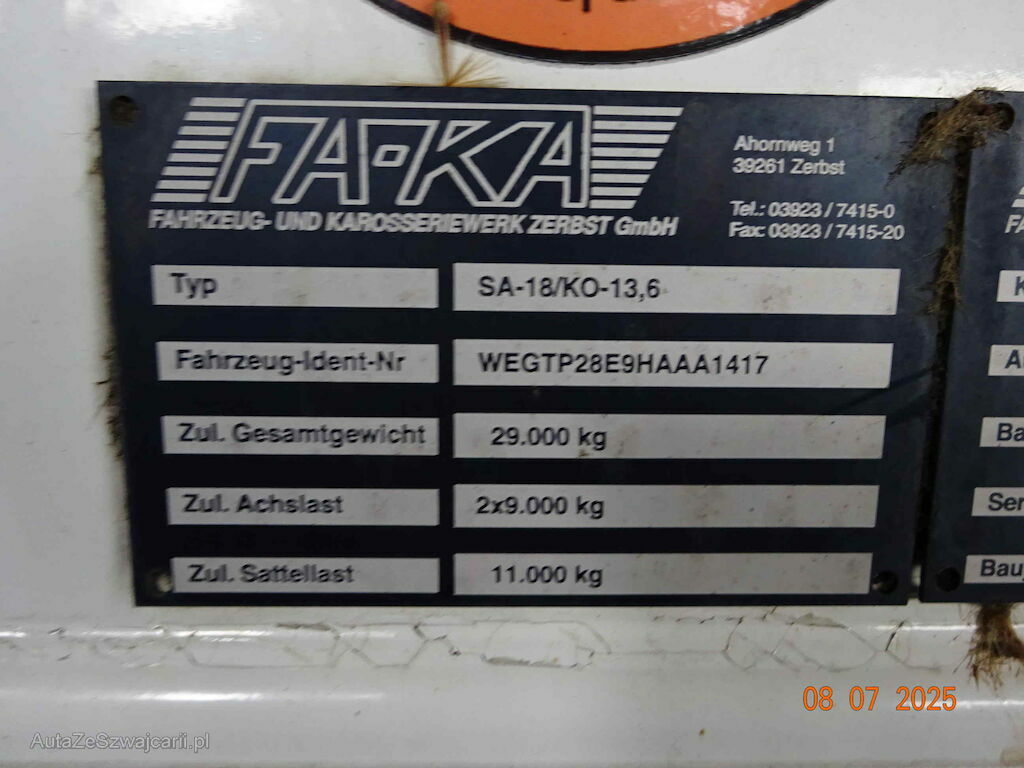 FA-KA
FAHRZEUG- UND KAROSSERIEWERK ZERBST GmbH
Ahornweg 1
39261 Zerbst
Tel.: 03923 / 7415-0
Fax: 03923 / 7415-20
Typ SA-18/KO-13,6
Fahrzeug-Ident-Nr WEGTP28E9HAAA1417
Zul. Gesamtgewicht 29.000 kg
Zul. Achslast 2x9.000 kg
Zul. Sattellast 11.000 kg
08 07 2025
AutaZeSzwajcarii.pl